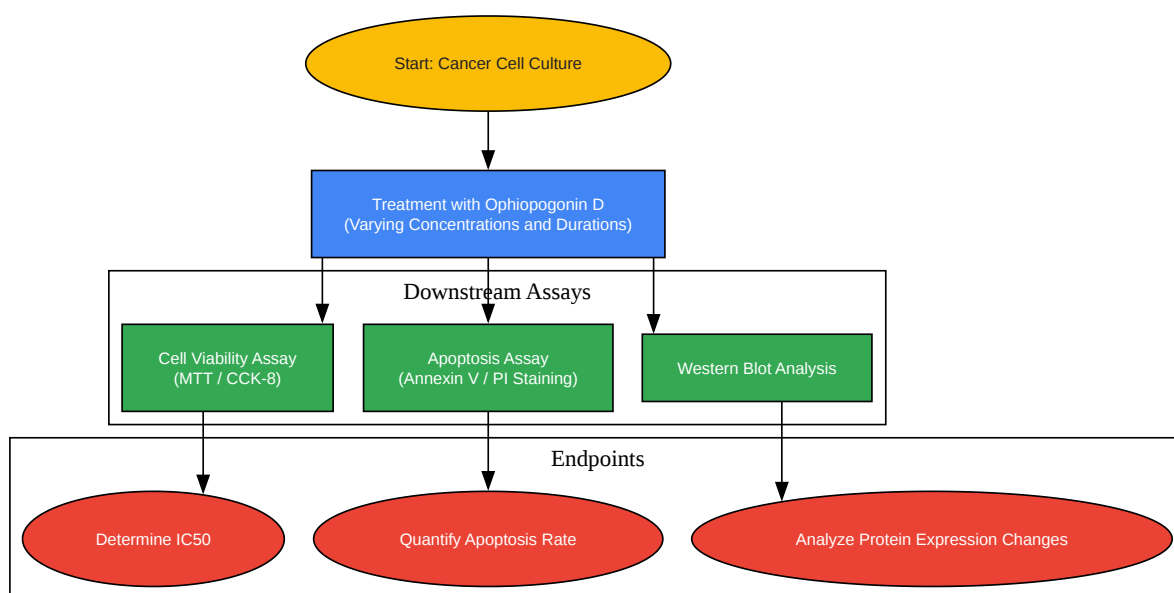 Start: Cancer Cell Culture
Treatment with Ophiopogonin D
(Varying Concentrations and Durations)
Downstream Assays
Cell Viability Assay
(MTT / CCK-8)
Apoptosis Assay
(Annexin V / PI Staining)
Western Blot Analysis
Endpoints
Determine IC50
Quantify Apoptosis Rate
Analyze Protein Expression Changes